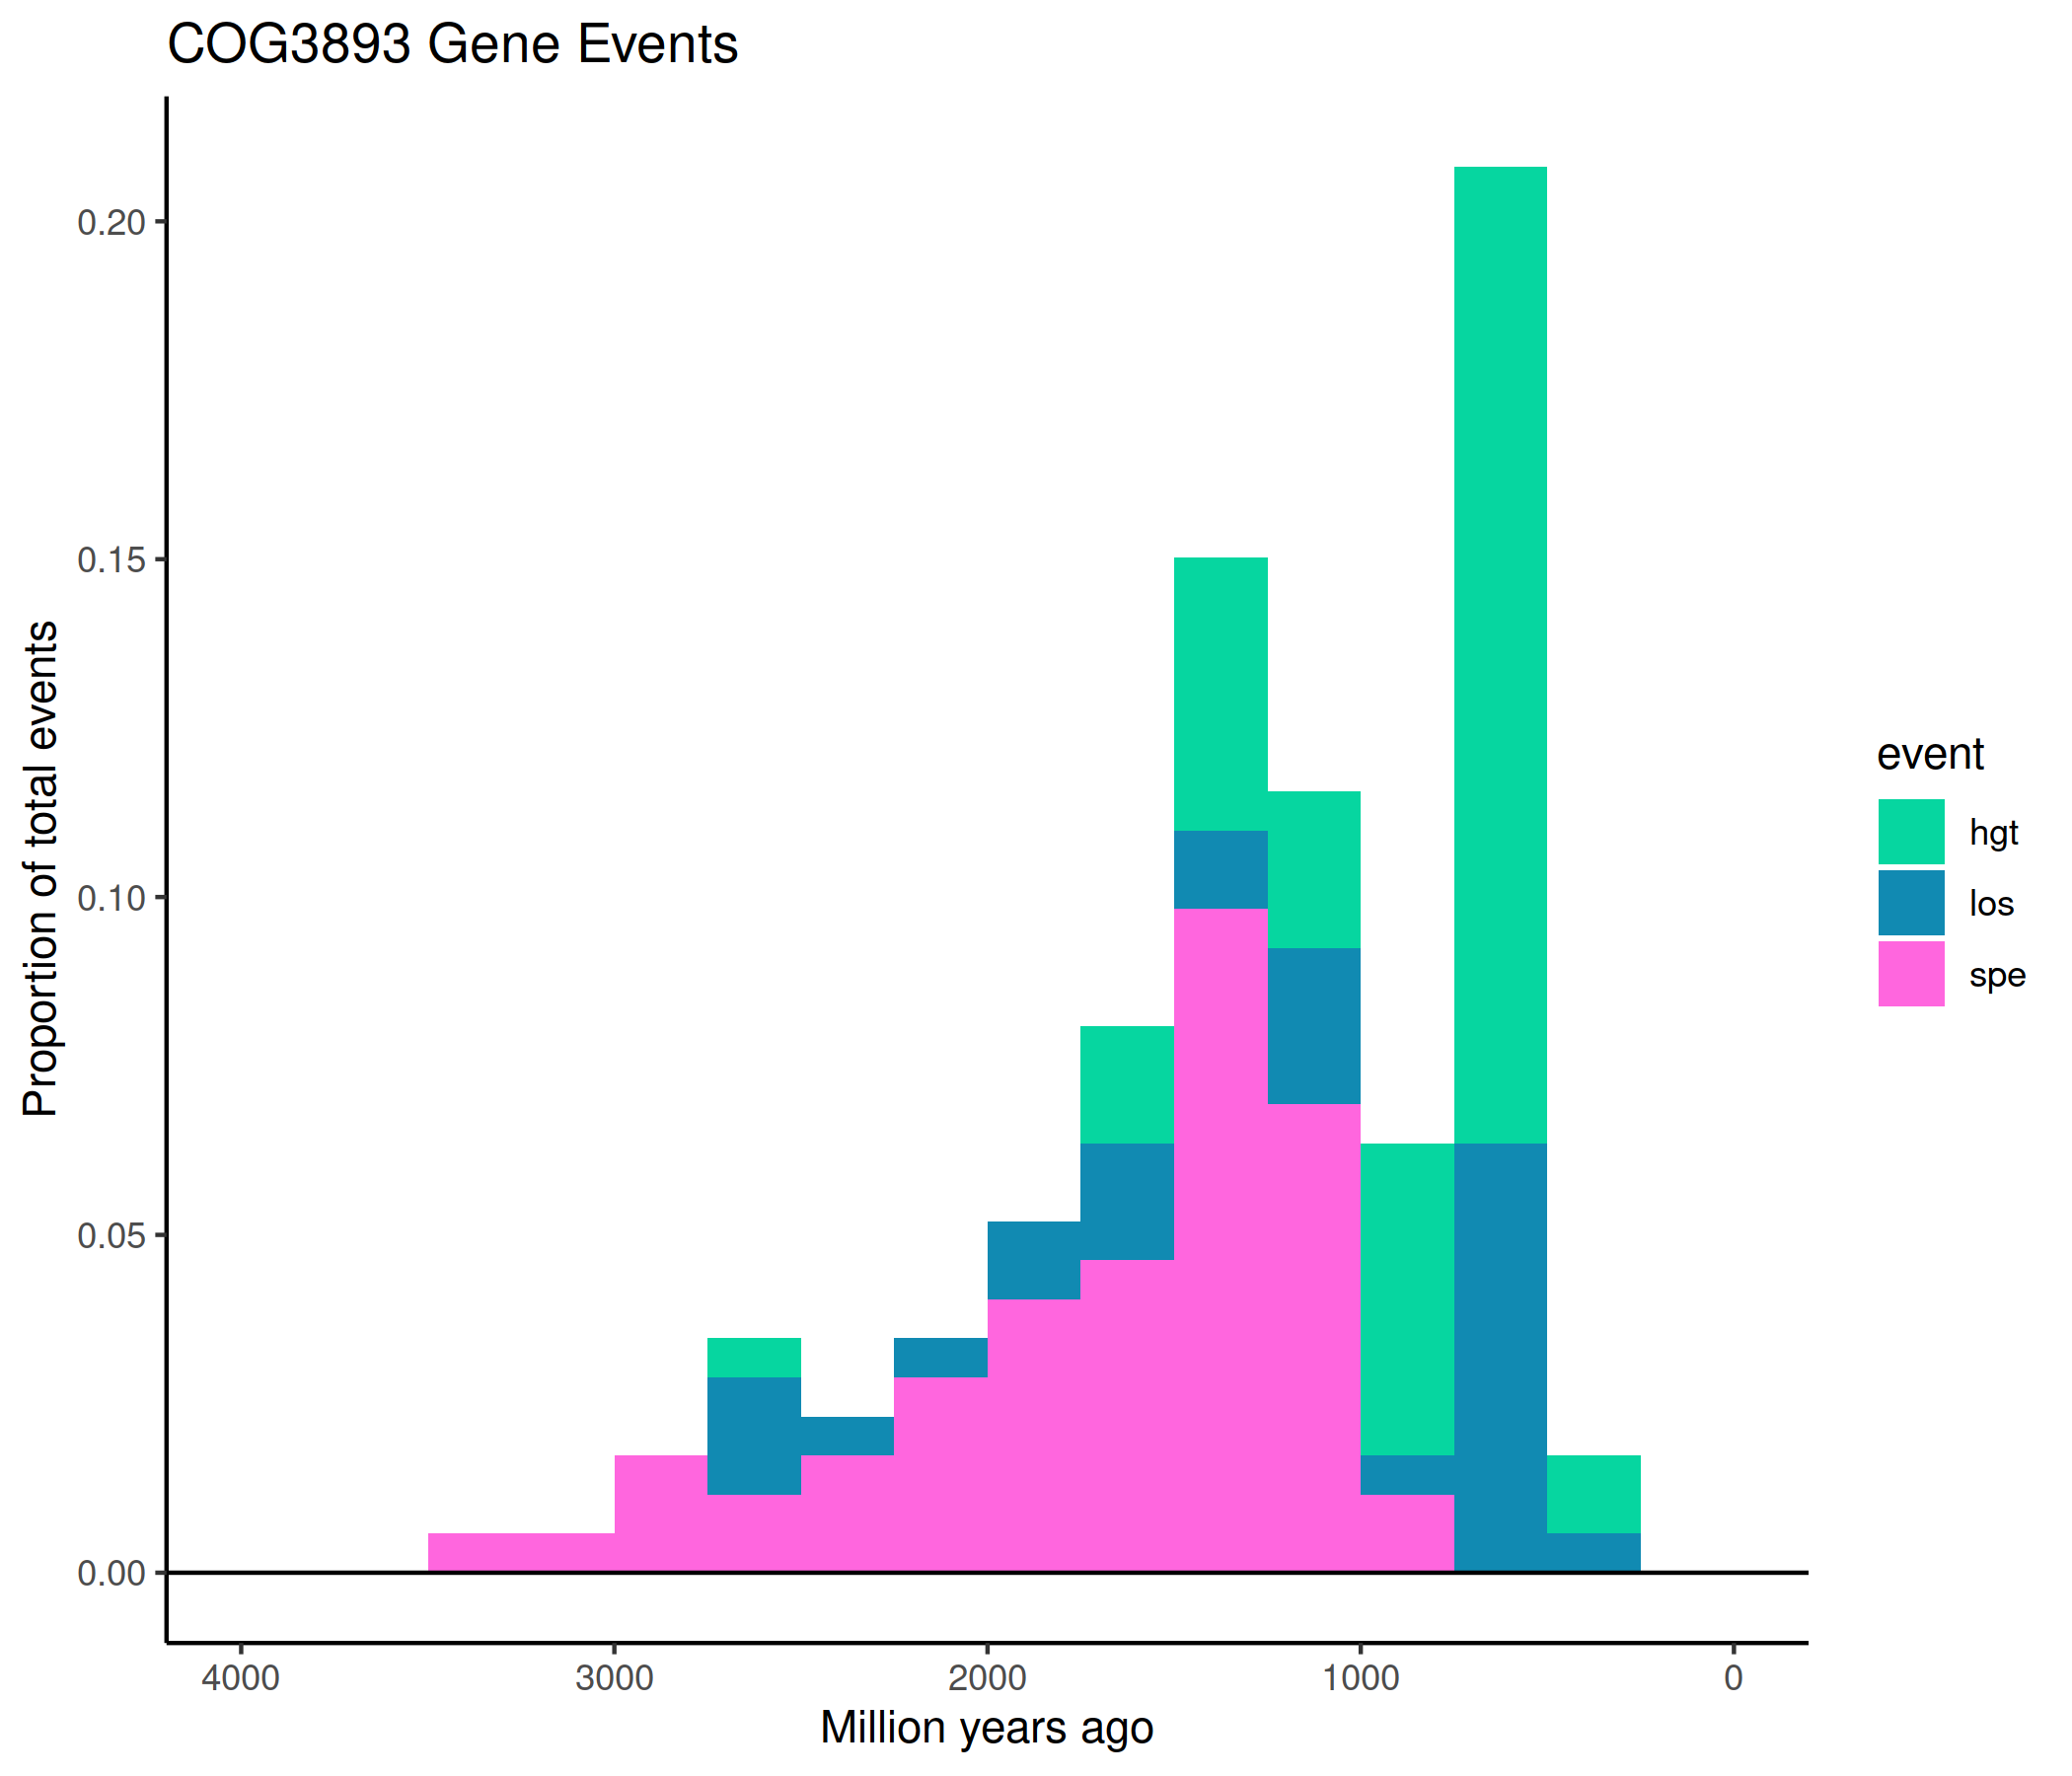 COG3893 Gene Events
Proportion of total events
0.20
0.15
0.10
0.05
0.00
4000 3000 2000 1000 0
Million years ago
event
hgt
los
spe